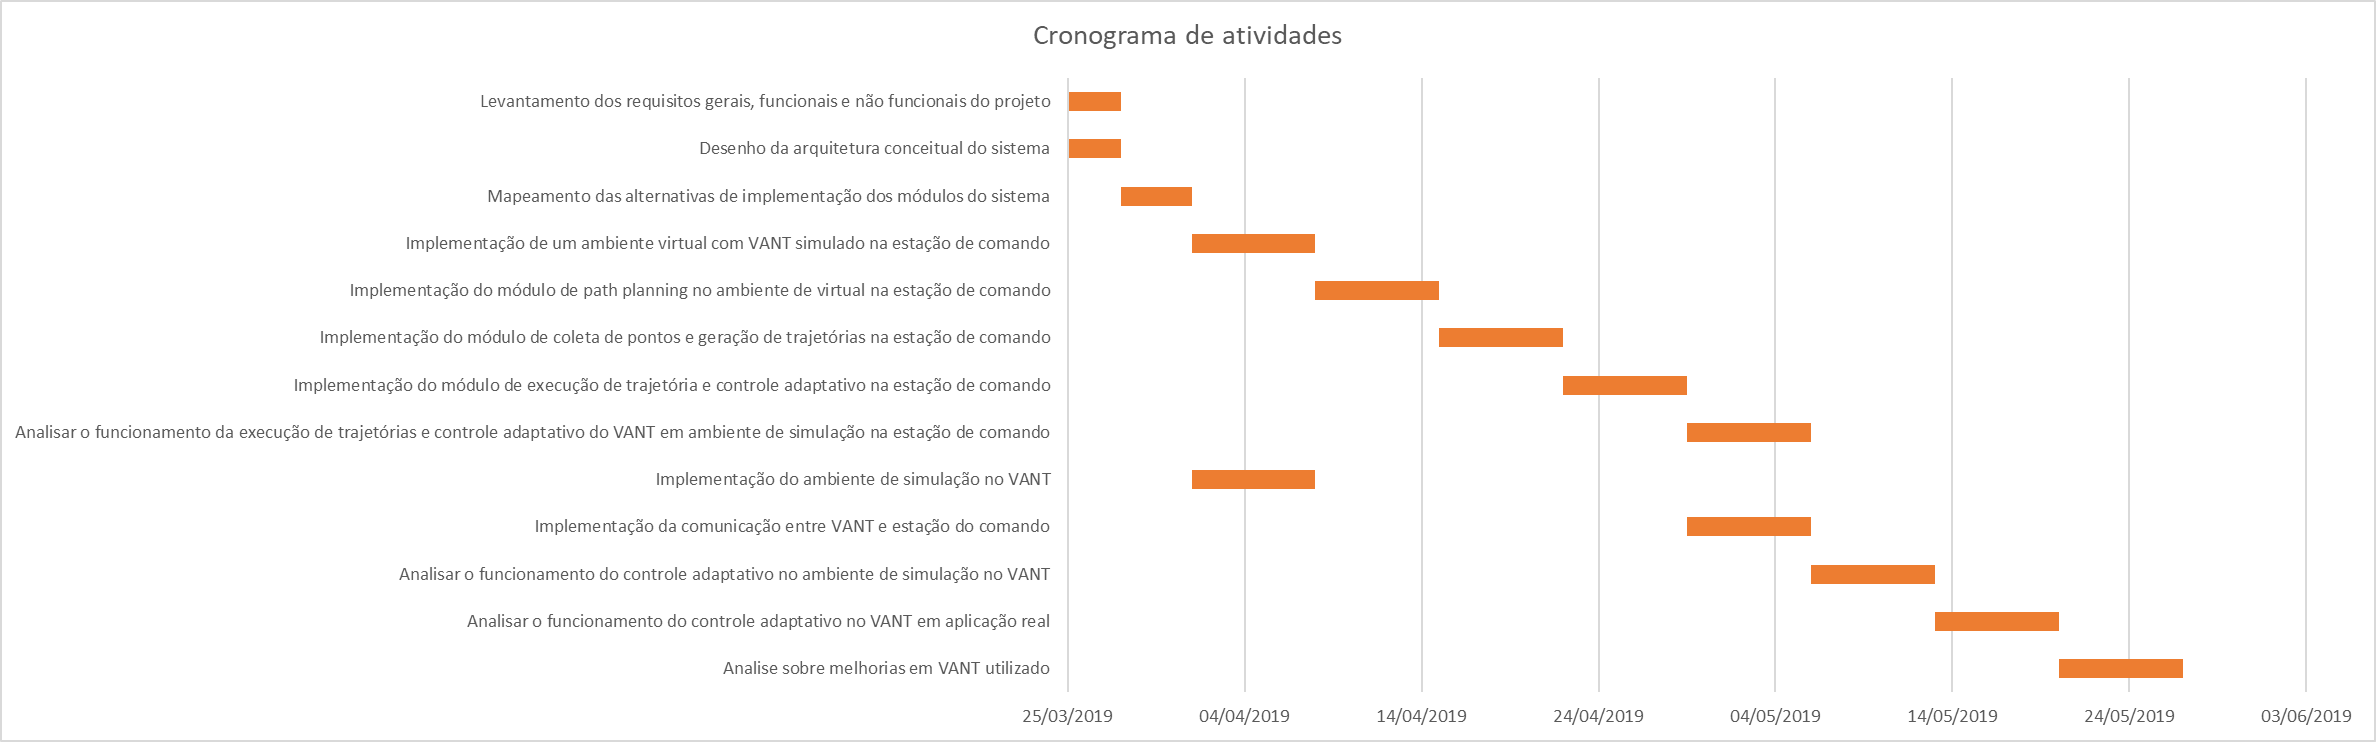 Cronograma de atividades
Levantamento dos requisitos gerais, funcionais e não funcionais do projeto
Desenho da arquitetura conceitual do sistema
Mapeamento das alternativas de implementação dos módulos do sistema
Implementação de um ambiente virtual com VANT simulado na estação de comando
Implementação do módulo de path planning no ambiente de virtual na estação de comando
Implementação do módulo de coleta de pontos e geração de trajetórias na estação de comando
Implementação do módulo de execução de trajetória e controle adaptativo na estação de comando
Analisar o funcionamento da execução de trajetórias e controle adaptativo do VANT em ambiente de simulação na estação de comando
Implementação do ambiente de simulação no VANT
Implementação da comunicação entre VANT e estação do comando
Analisar o funcionamento do controle adaptativo no ambiente de simulação no VANT
Analisar o funcionamento do controle adaptativo no VANT em aplicação real
Analise sobre melhorias em VANT utilizado
25/03/2019 04/04/2019 14/04/2019 24/04/2019 04/05/2019 14/05/2019 24/05/2019 03/06/2019